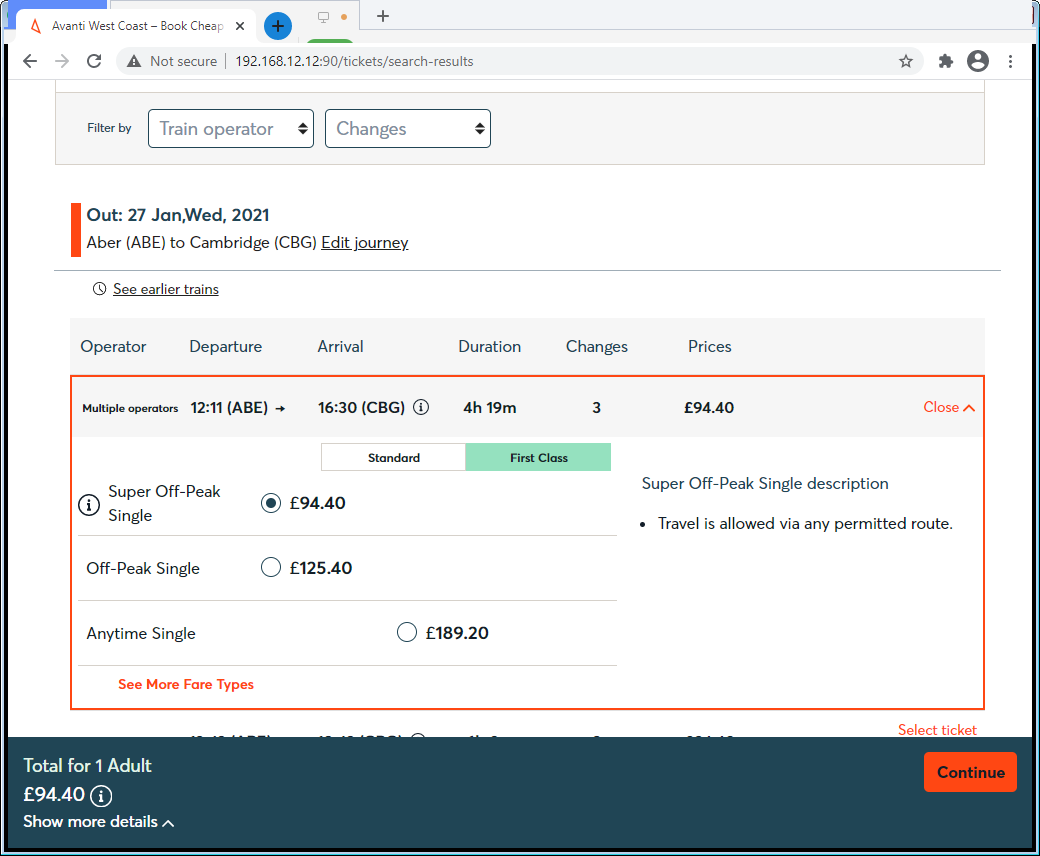 Avanti West Coast – Book Cheap
Not secure
192.168.12.12:90/tickets/search-results
Filter by
Train operator
Changes
Out: 27 Jan,Wed, 2021
Aber (ABE) to Cambridge (CBG) Edit journey
See earlier trains
Operator Departure Arrival Duration Changes Prices
Multiple operators 12:11 (ABE) → 16:30 (CBG) 4h 19m 3 £94.40 Close
Standard First Class
Super Off-Peak
Single
£94.40
Super Off-Peak Single description
• Travel is allowed via any permitted route.
Off-Peak Single £125.40
Anytime Single £189.20
See More Fare Types
Select ticket
Total for 1 Adult
£94.40
Show more details
Continue